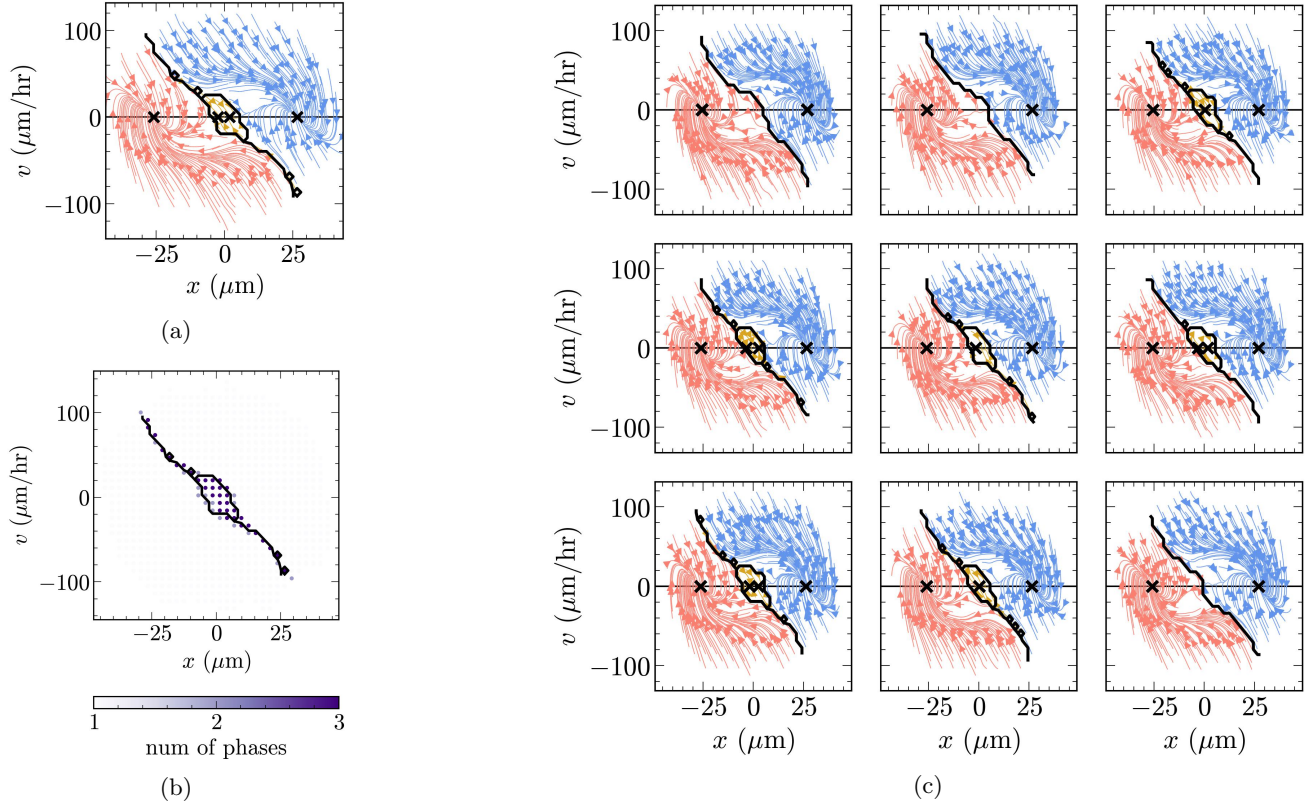 100
0
−100
v (μm/hr)
−25 0 25
x (μm)
(a)
100
0
−100
v (μm/hr)
−25 0 25
x (μm)
1 2 3
num of phases
(b)
100
0
−100
v (μm/hr)
100
0
−100
v (μm/hr)
100
0
−100
v (μm/hr)
−25 0 25 −25 0 25 −25 0 25
x (μm) x (μm) x (μm)
(c)